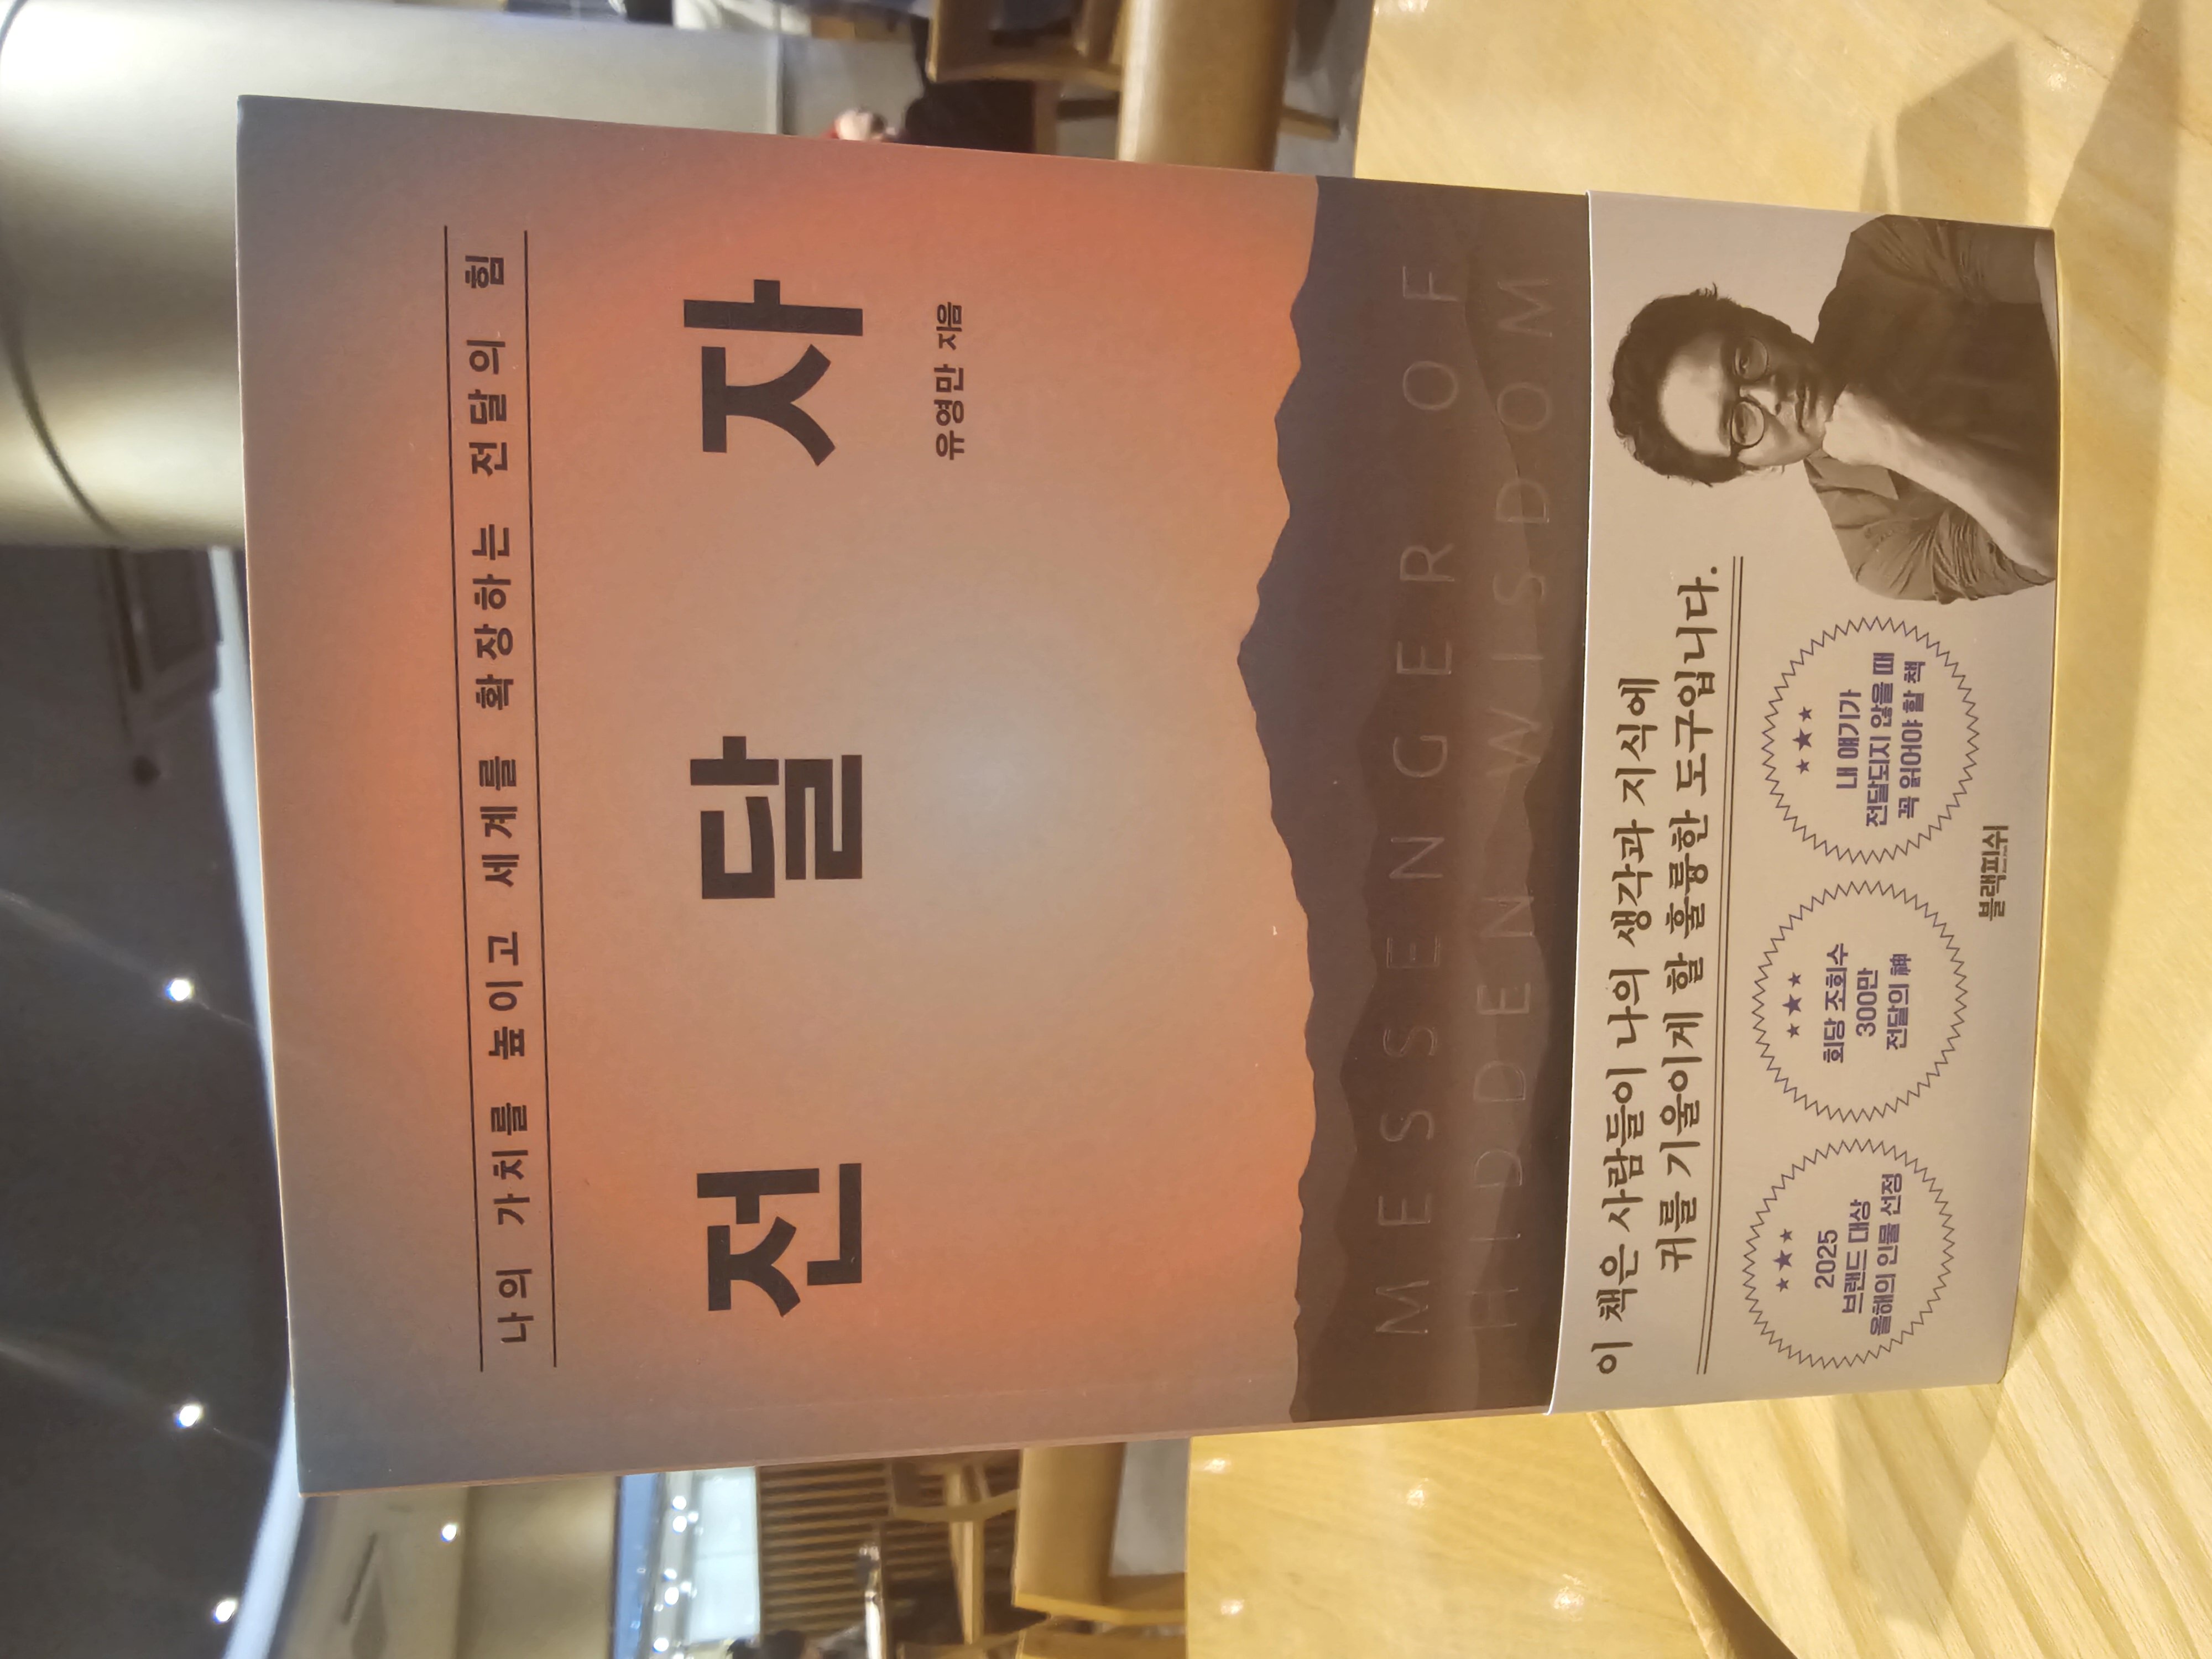 나의 가치를 높이고 세계를 확장하는 전달의 힘
전달자
유영만 지음
MESSENGER OF
HIDDEN WISDOM
이 책은 사람들이 나의 생각과 지식에
귀를 기울이게 할 훌륭한 도구입니다.
2025
브랜드 대상
올해의 인물 선정
회당 조회수
300만
전달의 神
내 얘기가
전달되지 않을 때
꼭 읽어야 할 책
블랙피쉬